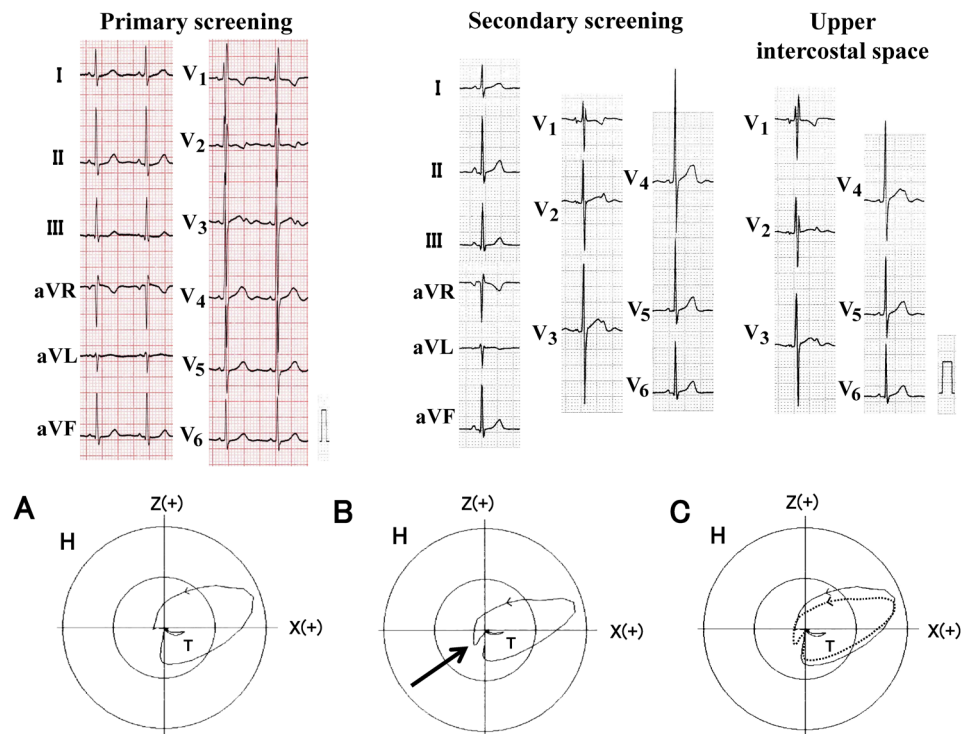 Primary screening
I
II
III
aVR
aVL
aVF
V1
V2
V3
V4
V5
V6
Secondary screening
I
II
III
aVR
aVL
aVF
V1
V2
V3
V4
V5
V6
Upper
intercostal space
V1
V2
V3
V4
V5
V6
A
H
Z(+)
X(+)
T
B
H
Z(+)
X(+)
T
C
H
Z(+)
X(+)
T